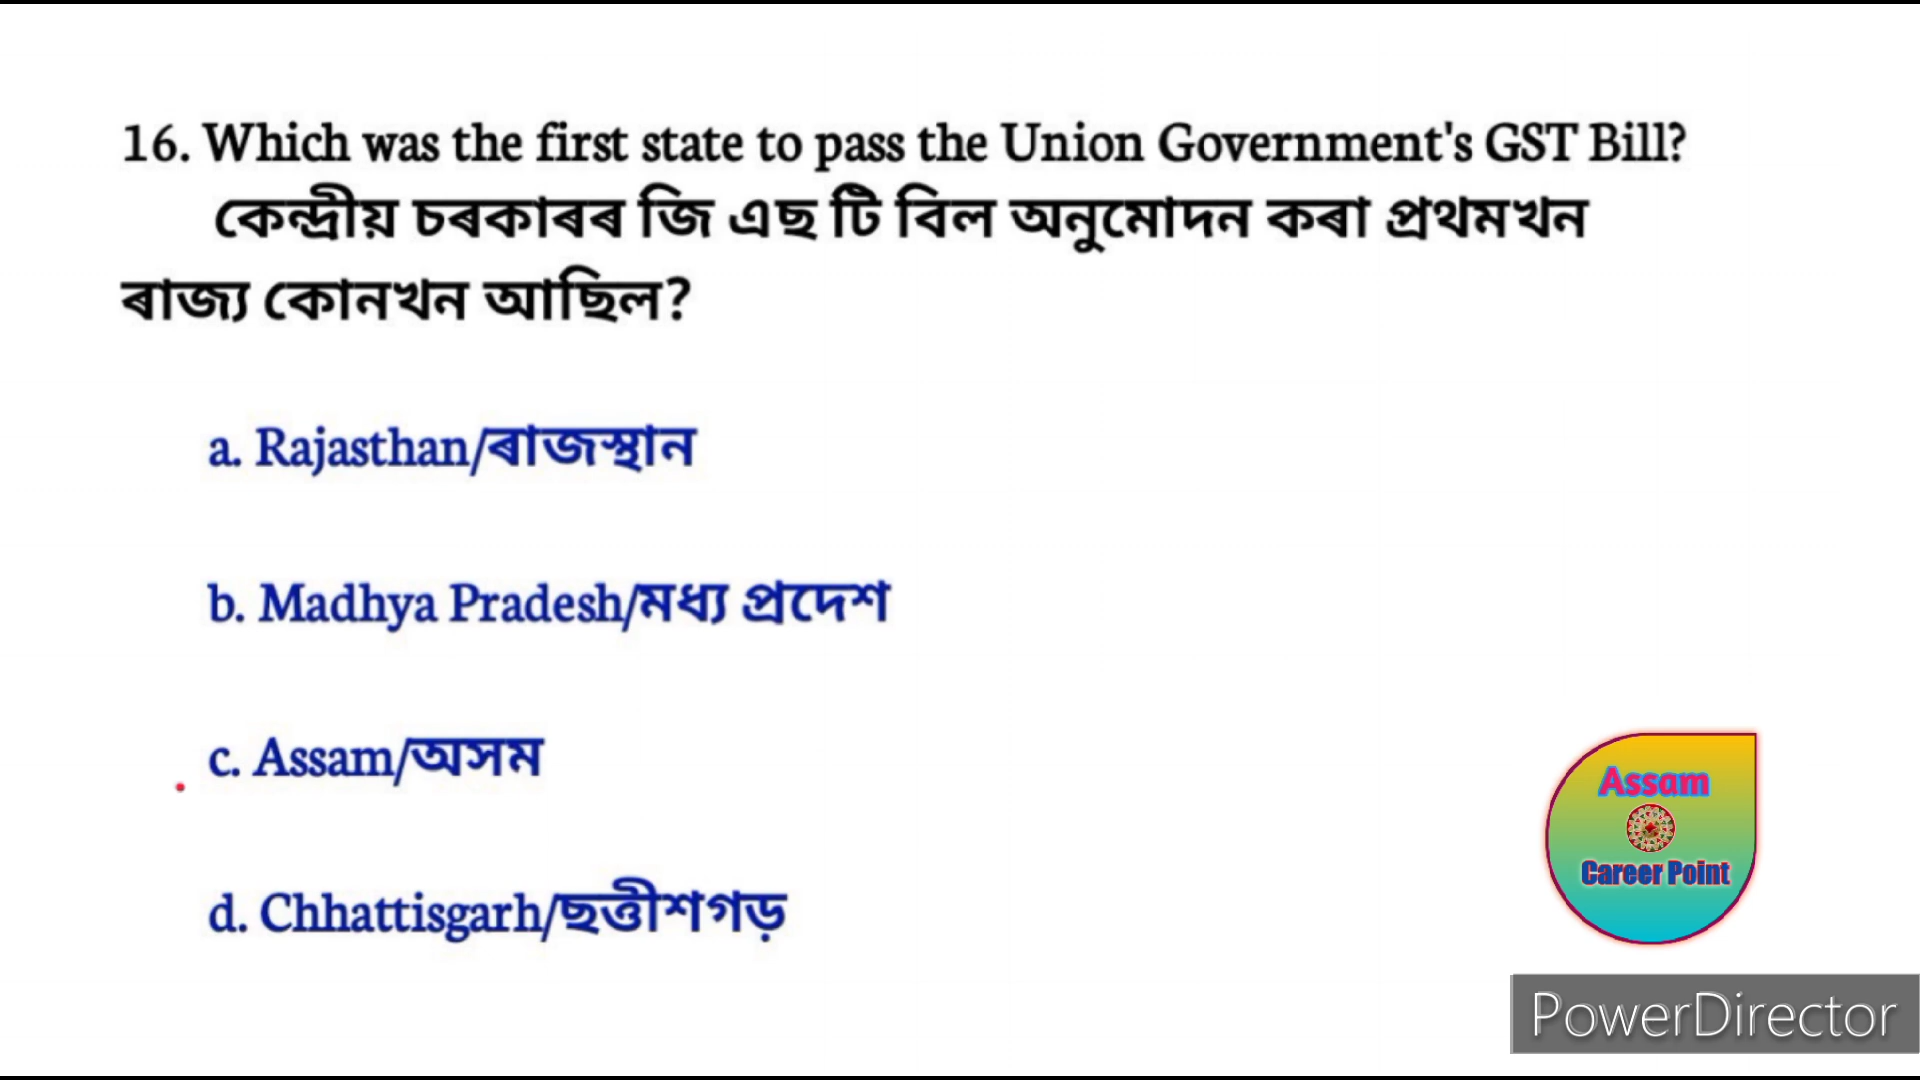 16. Which was the first state to pass the Union Government's GST Bill?
কেন্দ্ৰীয় চৰকাৰৰ জি এছ টি বিল অনুমোদন কৰা প্ৰথমখন
ৰাজ্য কোনখন আছিল?
a. Rajasthan/ৰাজস্থান
b. Madhya Pradesh/মধ্য প্ৰদেশ
c. Assam/অসম
d. Chhattisgarh/ছত্তীশগড়
Assam
Career Point
PowerDirector